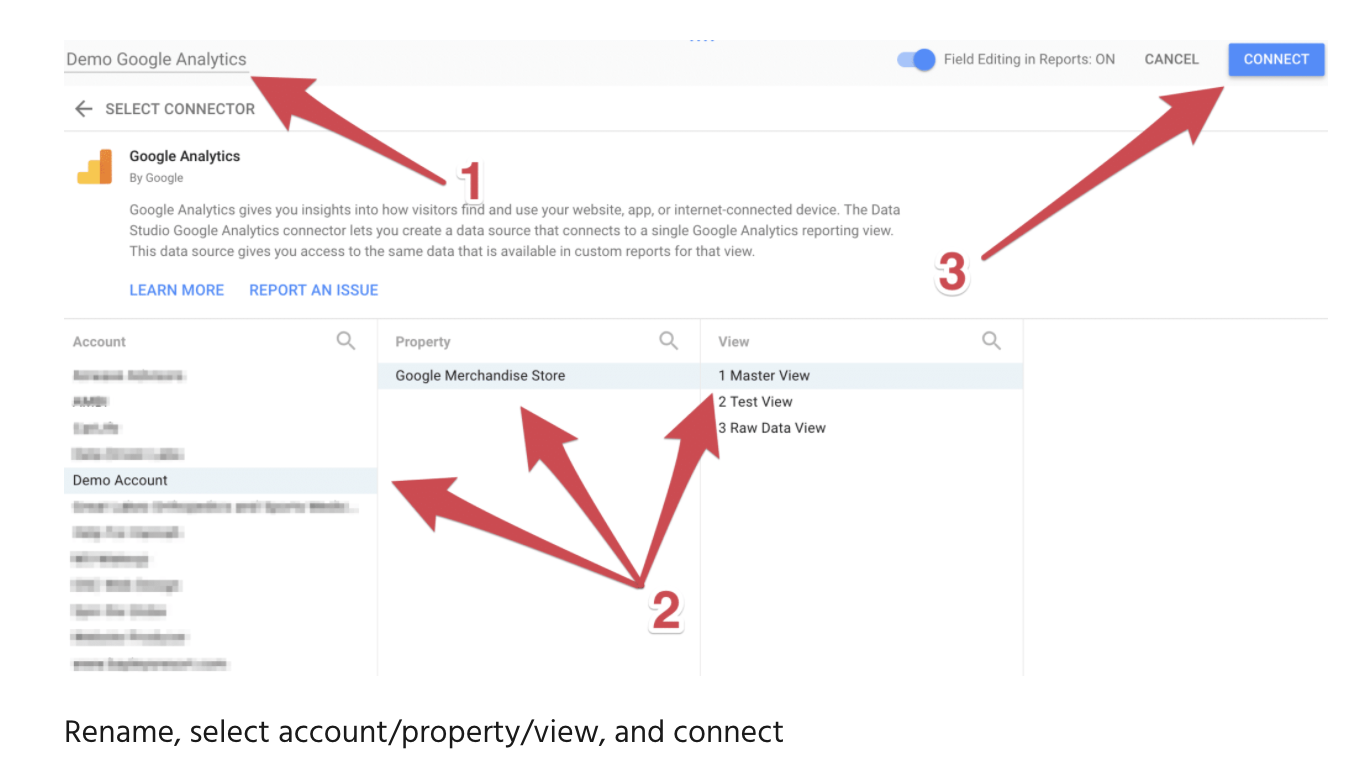 Demo Google Analytics
Field Editing in Reports: ON
CANCEL
CONNECT
SELECT CONNECTOR
1
3
Google Analytics
By Google
Google Analytics gives you insights into how visitors find and use your website, app, or internet-connected device. The Data
Studio Google Analytics connector lets you create a data source that connects to a single Google Analytics reporting view.
This data source gives you access to the same data that is available in custom reports for that view.
LEARN MORE
REPORT AN ISSUE
Account
Property
View
Demo Account
Google Merchandise Store
1 Master View
2 Test View
3 Raw Data View
2
Rename, select account/property/view, and connect